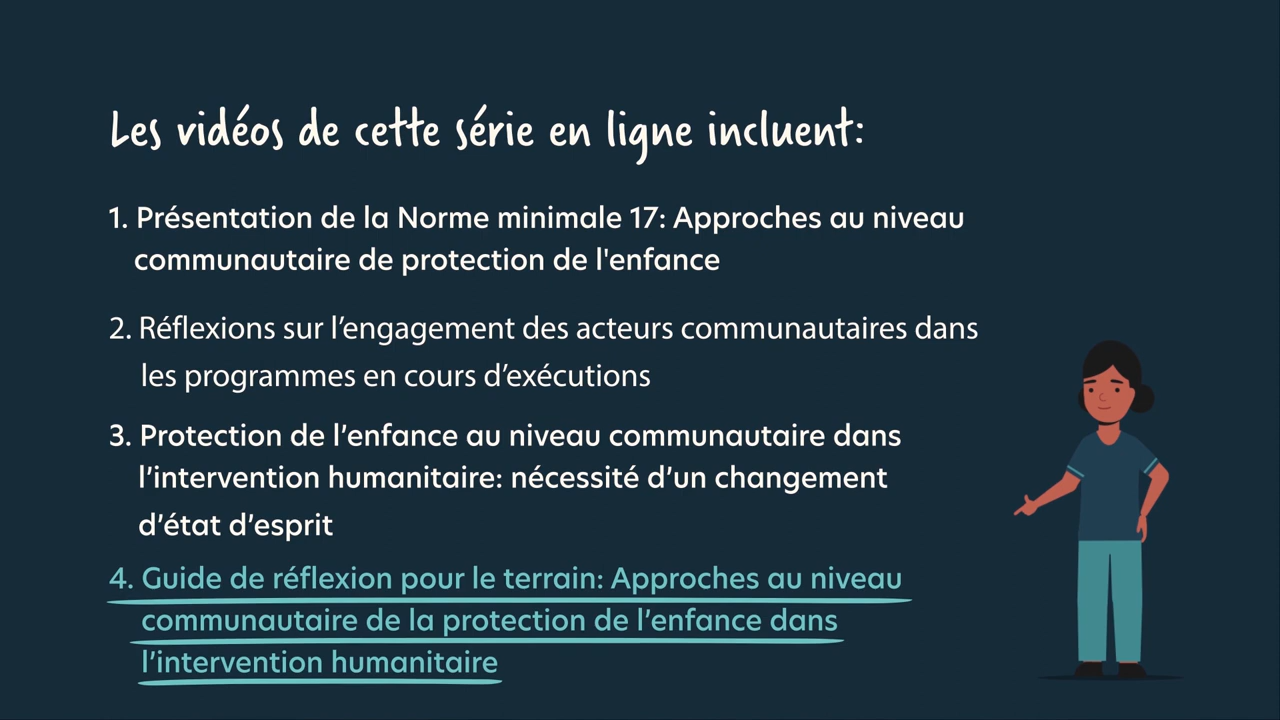 Les vidéos de cette série en ligne incluent:
1. Présentation de la Norme minimale 17: Approches au niveau
communautaire de protection de l'enfance
2. Réflexions sur l’engagement des acteurs communautaires dans
les programmes en cours d’exécutions
3. Protection de l’enfance au niveau communautaire dans
l’intervention humanitaire: nécessité d’un changement
d’état d’esprit
4. Guide de réflexion pour le terrain: Approches au niveau
communautaire de la protection de l’enfance dans
l’intervention humanitaire